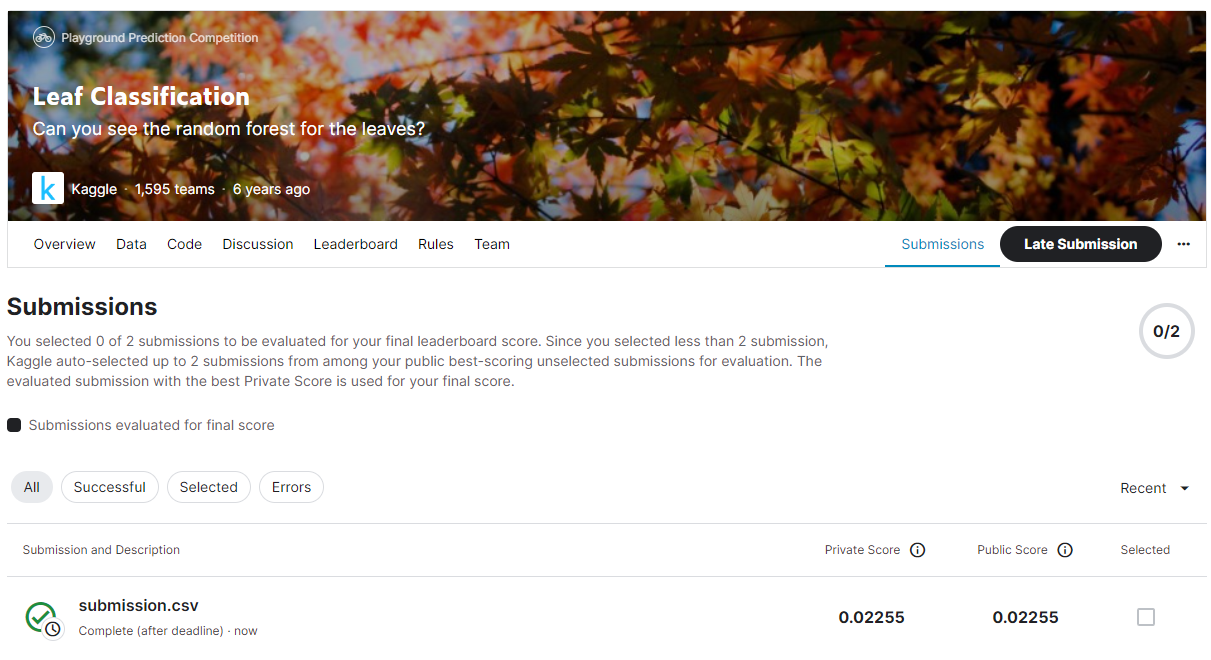 Playground Prediction Competition
Leaf Classification
Can you see the random forest for the leaves?
k Kaggle · 1,595 teams · 6 years ago
Overview Data Code Discussion Leaderboard Rules Team Submissions Late Submission ···
Submissions
0/2
You selected 0 of 2 submissions to be evaluated for your final leaderboard score. Since you selected less than 2 submission,
Kaggle auto-selected up to 2 submissions from among your public best-scoring unselected submissions for evaluation. The
evaluated submission with the best Private Score is used for your final score.
Submissions evaluated for final score
All Successful Selected Errors Recent
Submission and Description Private Score Public Score Selected
submission.csv
0.02255 0.02255
Complete (after deadline) · now